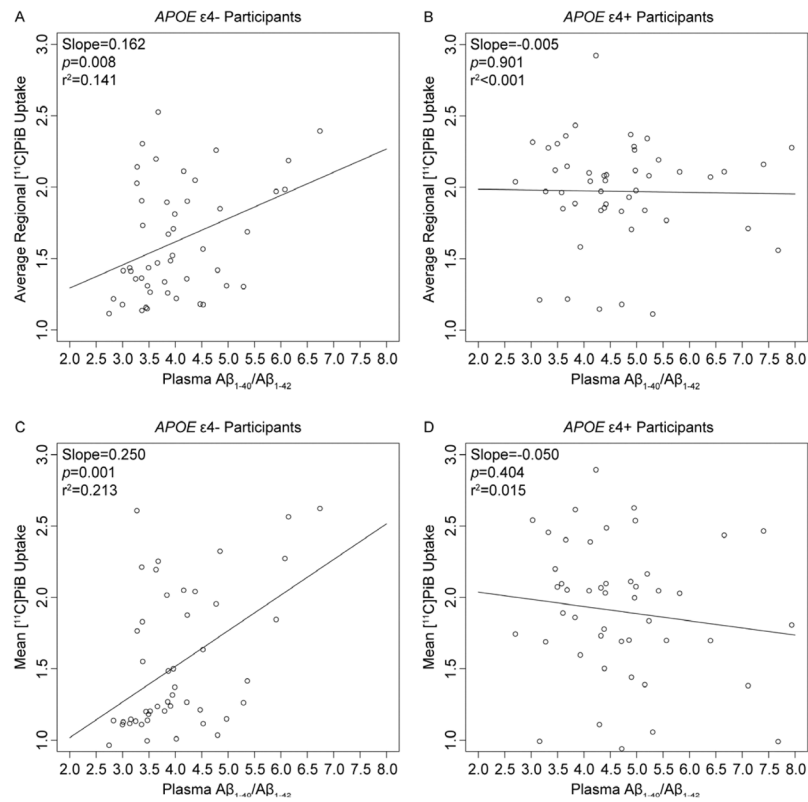 A
APOE ε4- Participants
Slope=0.162
p=0.008
r²=0.141
Average Regional [¹¹C]PiB Uptake
3.0
2.5
2.0
1.5
1.0
2.0 2.5 3.0 3.5 4.0 4.5 5.0 5.5 6.0 6.5 7.0 7.5 8.0
Plasma Aβ₁₋₄₀/Aβ₁₋₄₂
B
APOE ε4+ Participants
Slope=-0.005
p=0.901
r²<0.001
Average Regional [¹¹C]PiB Uptake
3.0
2.5
2.0
1.5
1.0
2.0 2.5 3.0 3.5 4.0 4.5 5.0 5.5 6.0 6.5 7.0 7.5 8.0
Plasma Aβ₁₋₄₀/Aβ₁₋₄₂
C
APOE ε4- Participants
Slope=0.250
p=0.001
r²=0.213
Mean [¹¹C]PiB Uptake
3.0
2.5
2.0
1.5
1.0
2.0 2.5 3.0 3.5 4.0 4.5 5.0 5.5 6.0 6.5 7.0 7.5 8.0
Plasma Aβ₁₋₄₀/Aβ₁₋₄₂
D
APOE ε4+ Participants
Slope=-0.050
p=0.404
r²=0.015
Mean [¹¹C]PiB Uptake
3.0
2.5
2.0
1.5
1.0
2.0 2.5 3.0 3.5 4.0 4.5 5.0 5.5 6.0 6.5 7.0 7.5 8.0
Plasma Aβ₁₋₄₀/Aβ₁₋₄₂